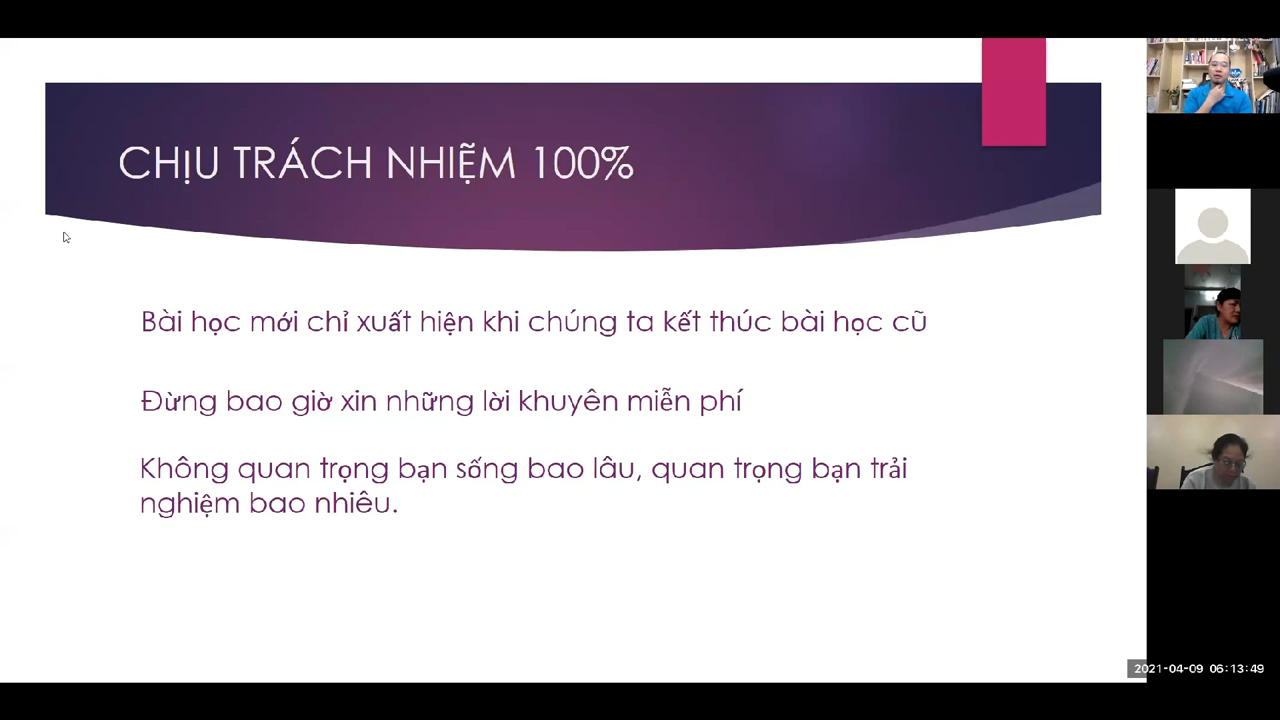 CHỊU TRÁCH NHIỆM 100%
Bài học mới chỉ xuất hiện khi chúng ta kết thúc bài học cũ
Đừng bao giờ xin những lời khuyên miễn phí
Không quan trọng bạn sống bao lâu, quan trọng bạn trải
nghiệm bao nhiêu.
2021-04-09 06:13:49